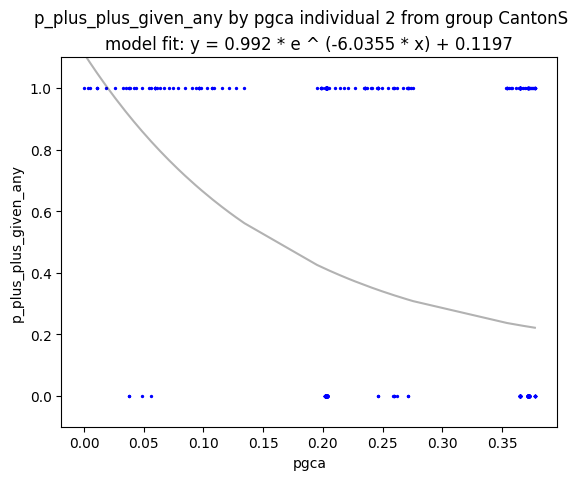 p_plus_plus_given_any by pgca individual 2 from group CantonS
model fit: y = 0.992 * e ^ (-6.0355 * x) + 0.1197
1.0
0.8
0.6
0.4
0.2
0.0
p_plus_plus_given_any
0.00 0.05 0.10 0.15 0.20 0.25 0.30 0.35
pgca